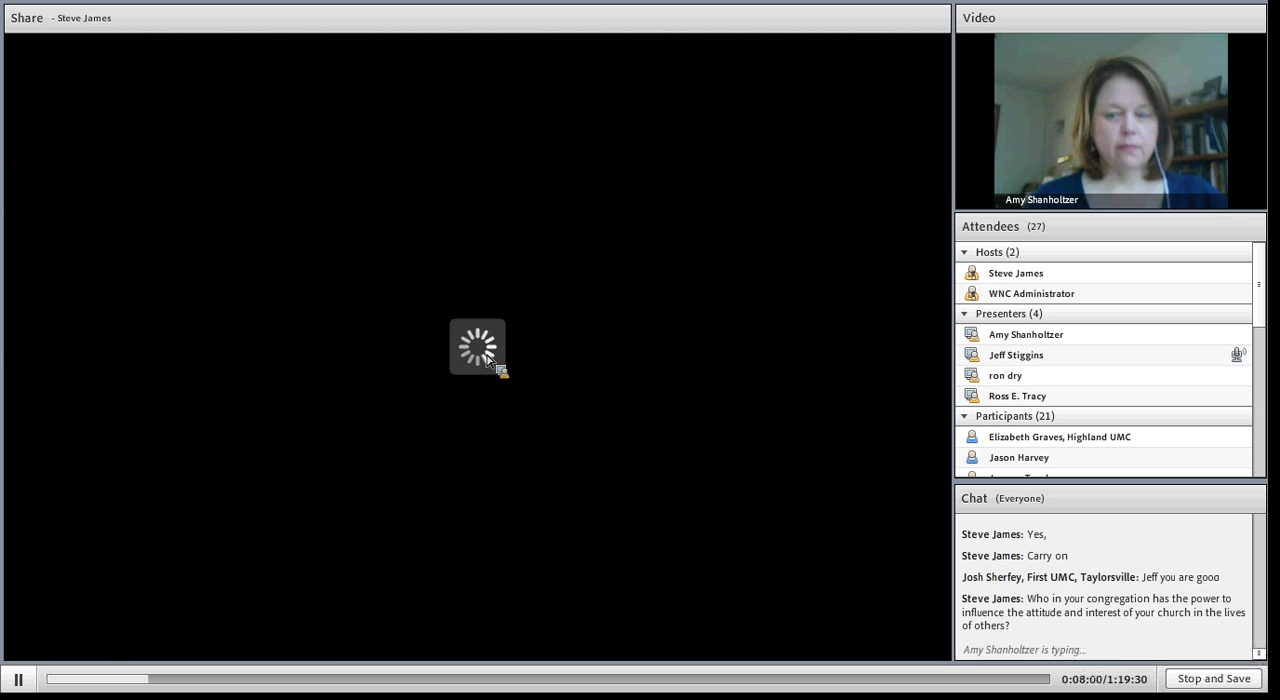 Share - Steve James
Video
Amy Shanholtzer
Attendees (27)
Hosts (2)
Steve James
WNC Administrator
Presenters (4)
Amy Shanholtzer
Jeff Stiggins
ron dry
Ross E. Tracy
Participants (21)
Elizabeth Graves, Highland UMC
Jason Harvey
Chat (Everyone)
Steve James: Yes,
Steve James: Carry on
Josh Sherfey, First UMC, Taylorsville: Jeff you are good
Steve James: Who in your congregation has the power to
influence the attitude and interest of your church in the lives
of others?
Amy Shanholtzer is typing...
0:08:00/1:19:30
Stop and Save